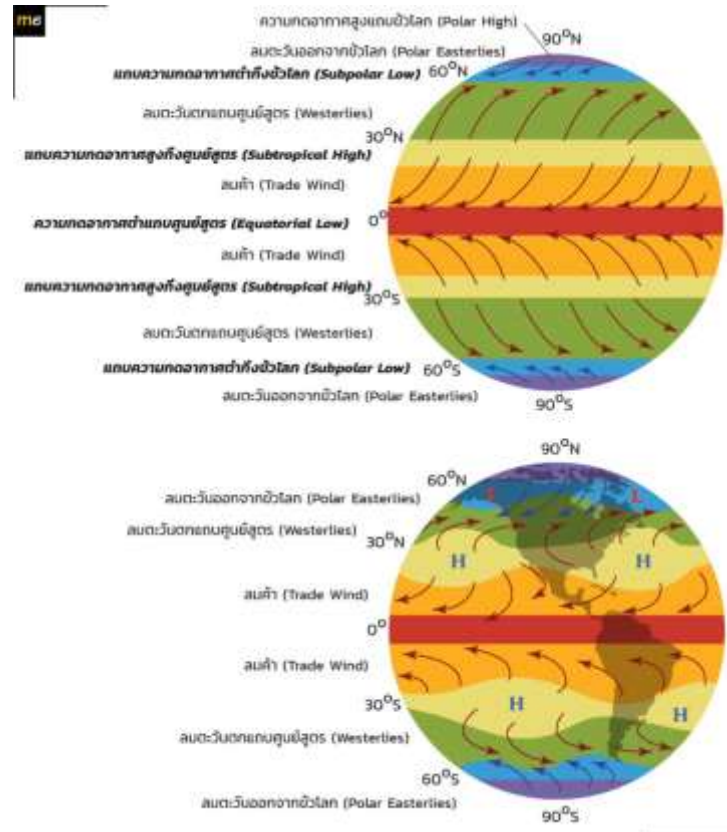 me
ความกดอากาศสูงแถบขั้วโลก (Polar High)
90°N
ลมตะวันออกจากขั้วโลก (Polar Easterlies)
แถบความกดอากาศต่ำกึ่งขั้วโลก (Subpolar Low) 60°N
ลมตะวันตกแถบศูนย์สูตร (Westerlies)
30°N
แถบความกดอากาศสูงกึ่งศูนย์สูตร (Subtropical High)
ลมค้า (Trade Wind)
ความกดอากาศต่ำแถบศูนย์สูตร (Equatorial Low) 0°
ลมค้า (Trade Wind)
แถบความกดอากาศสูงกึ่งศูนย์สูตร (Subtropical High)
30°S
ลมตะวันตกแถบศูนย์สูตร (Westerlies)
แถบความกดอากาศต่ำกึ่งขั้วโลก (Subpolar Low) 60°S
ลมตะวันออกจากขั้วโลก (Polar Easterlies)
90°S
90°N
60°N
ลมตะวันออกจากขั้วโลก (Polar Easterlies) L L
ลมตะวันตกแถบศูนย์สูตร (Westerlies)
30°N
H H
ลมค้า (Trade Wind)
0°
ลมค้า (Trade Wind)
30°S H H
ลมตะวันตกแถบศูนย์สูตร (Westerlies)
60°S
ลมตะวันออกจากขั้วโลก (Polar Easterlies)
90°S